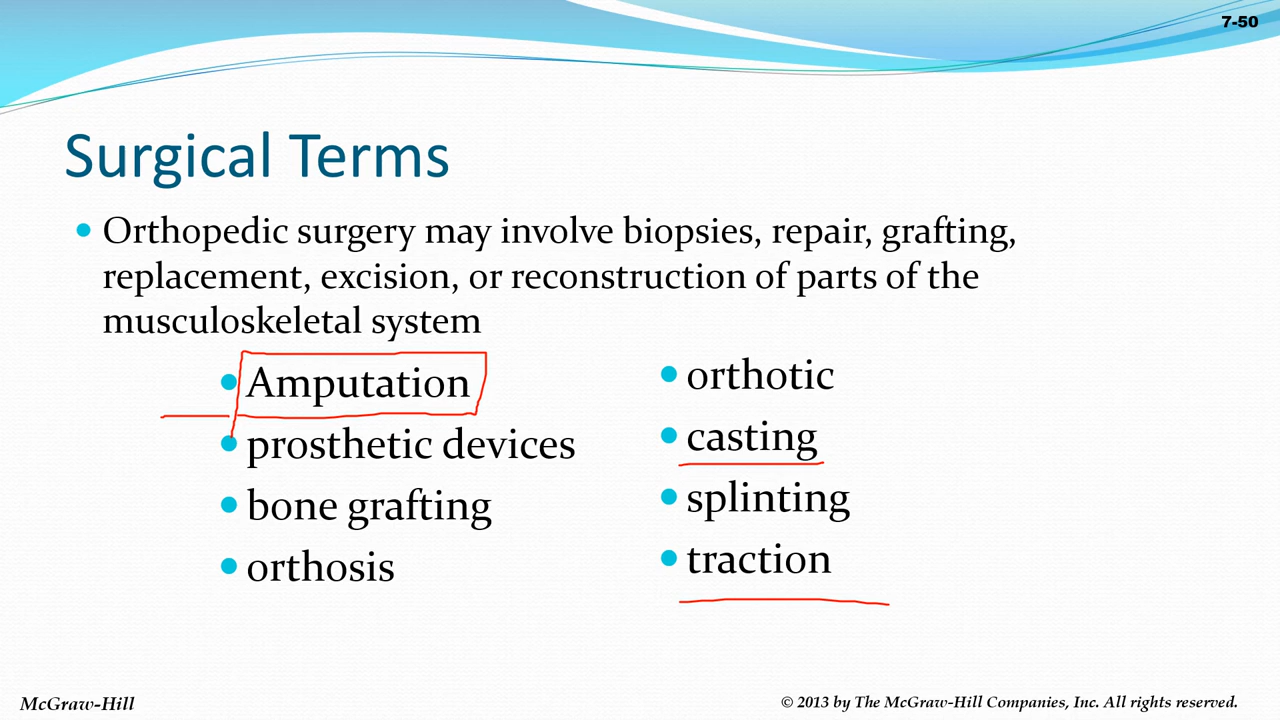 7-50
Surgical Terms
• Orthopedic surgery may involve biopsies, repair, grafting,
replacement, excision, or reconstruction of parts of the
musculoskeletal system
• Amputation
• prosthetic devices
• bone grafting
• orthosis
• orthotic
• casting
• splinting
• traction
McGraw-Hill
© 2013 by The McGraw-Hill Companies, Inc. All rights reserved.